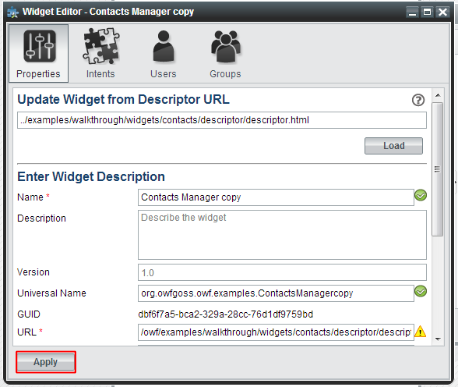 Widget Editor - Contacts Manager copy
Properties Intents Users Groups
Update Widget from Descriptor URL
../examples/walkthrough/widgets/contacts/descriptor/descriptor.html
Load
Enter Widget Description
Name * Contacts Manager copy
Description Describe the widget
Version 1.0
Universal Name org.owfgoss.owf.examples.ContactsManagercopy
GUID dbf6f7a5-bca2-329a-28cc-76d1df9759bd
URL * /owf/examples/walkthrough/widgets/contacts/descriptor/descript
Apply